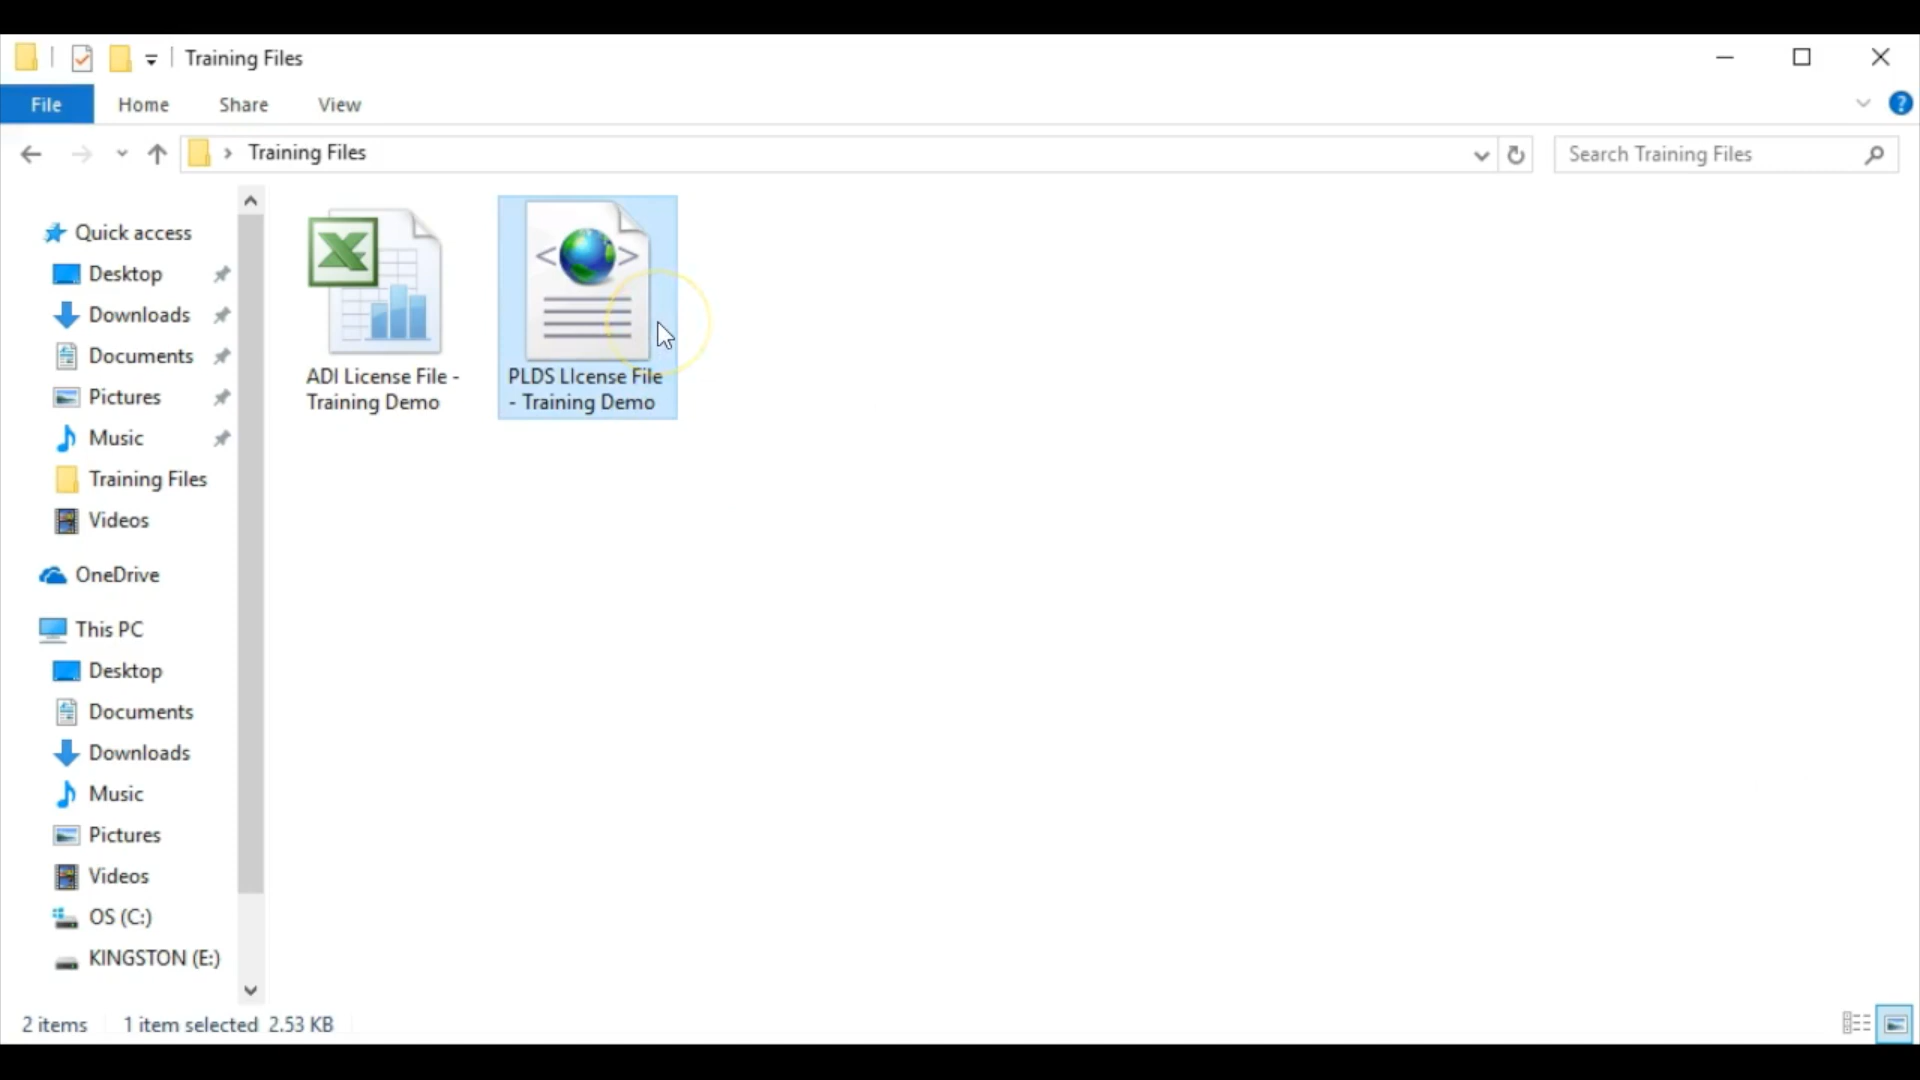 Training Files
File Home Share View
Training Files
Search Training Files
Quick access
Desktop
Downloads
Documents
Pictures
Music
Training Files
Videos
OneDrive
This PC
Desktop
Documents
Downloads
Music
Pictures
Videos
OS (C:)
KINGSTON (E:)
ADI License File -
Training Demo
PLDS LIcense File
- Training Demo
2 items 1 item selected 2.53 KB